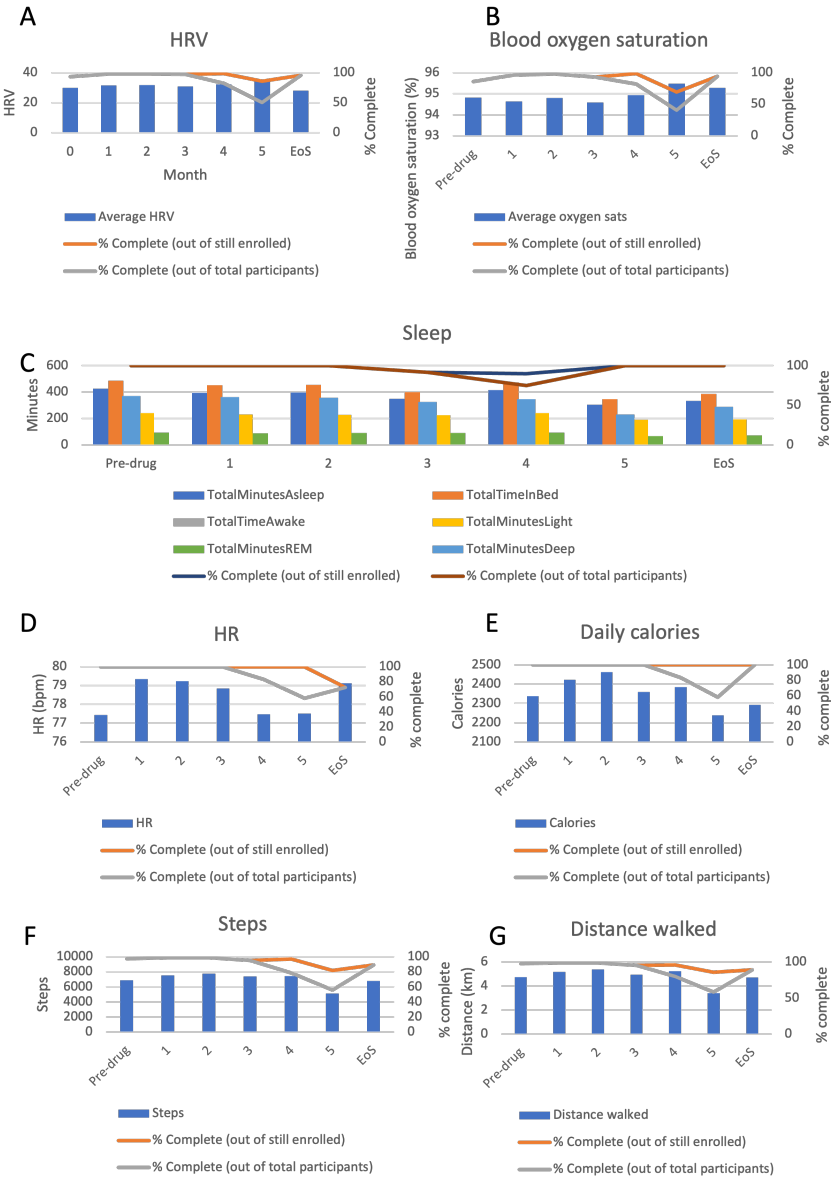 A
HRV
40
20
0
HRV
100
50
0
% Complete
0 1 2 3 4 5 EoS
Month
Average HRV
% Complete (out of still enrolled)
% Complete (out of total participants)
B
Blood oxygen saturation
96
95
94
93
Blood oxygen saturation (%)
100
50
0
% Complete
Pre-drug 1 2 3 4 5 EoS
Average oxygen sats
% Complete (out of still enrolled)
% Complete (out of total participants)
Sleep
C
600
400
200
0
Minutes
100
50
0
% complete
Pre-drug 1 2 3 4 5 EoS
TotalMinutesAsleep TotalTimeInBed
TotalTimeAwake TotalMinutesLight
TotalMinutesREM TotalMinutesDeep
% Complete (out of still enrolled) % Complete (out of total participants)
D
HR
80
79
78
77
76
HR (bpm)
100
80
60
40
20
0
% complete
Pre-drug 1 2 3 4 5 EoS
HR
% Complete (out of still enrolled)
% Complete (out of total participants)
E
Daily calories
2500
2400
2300
2200
2100
Calories
100
80
60
40
20
0
% complete
Pre-drug 1 2 3 4 5 EoS
Calories
% Complete (out of still enrolled)
% Complete (out of total participants)
F
Steps
10000
8000
6000
4000
2000
0
Steps
100
80
60
40
20
0
% complete
Pre-drug 1 2 3 4 5 EoS
Steps
% Complete (out of still enrolled)
% Complete (out of total participants)
G
Distance walked
6
4
2
0
Distance (km)
100
50
0
% complete
Pre-drug 1 2 3 4 5 EoS
Distance walked
% Complete (out of still enrolled)
% Complete (out of total participants)